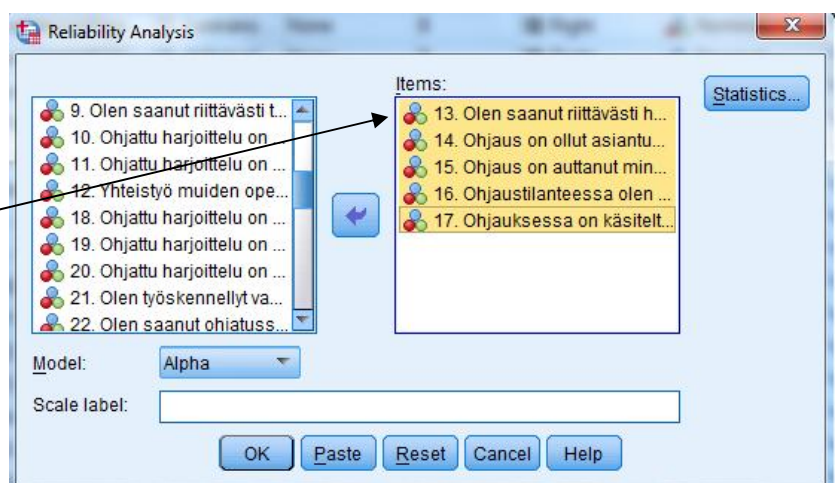 Reliability Analysis
Items:
Statistics...
9. Olen saanut riittävästi t...
10. Ohjattu harjoittelu on ...
11. Ohjattu harjoittelu on ...
12. Yhteistyö muiden ope...
18. Ohjattu harjoittelu on ...
19. Ohjattu harjoittelu on ...
20. Ohjattu harjoittelu on ...
21. Olen työskennellyt va...
22. Olen saanut ohjatuss...
13. Olen saanut riittävästi h...
14. Ohjaus on ollut asiantu...
15. Ohjaus on auttanut min...
16. Ohjaustilanteessa olen ...
17. Ohjauksessa on käsitelt...
Model:
Alpha
Scale label:
OK
Paste
Reset
Cancel
Help